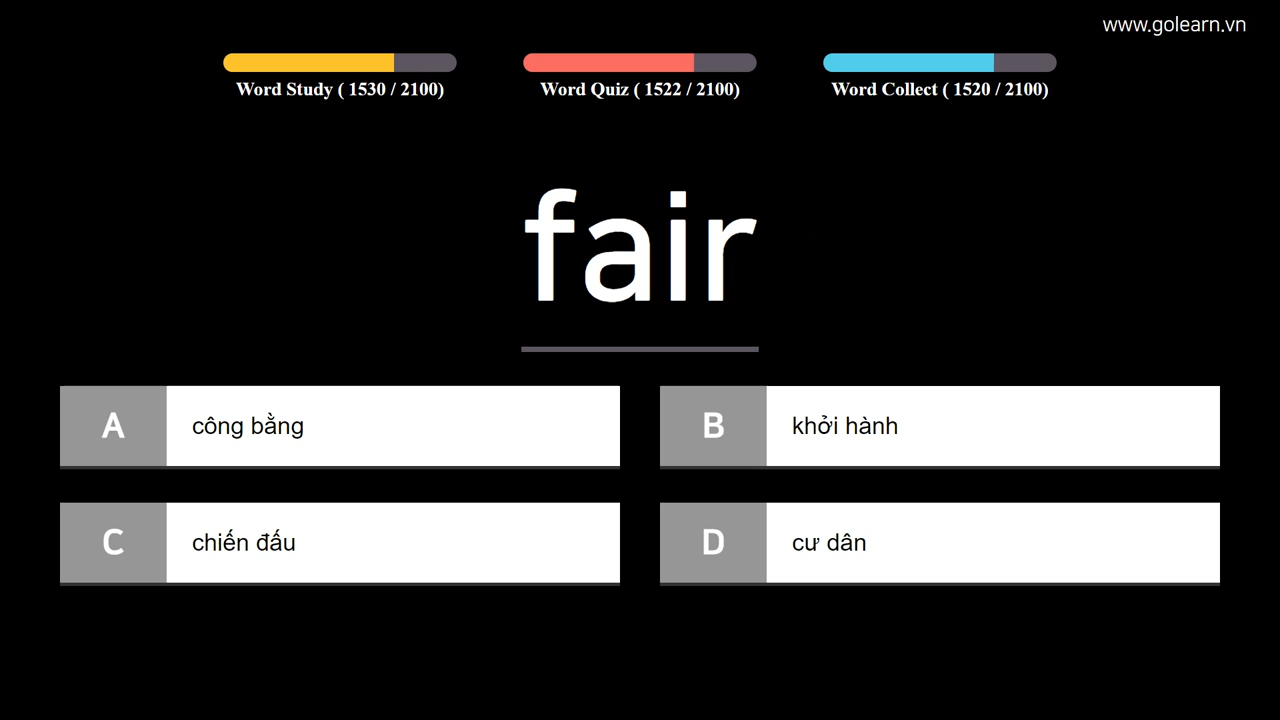 www.golearn.vn
Word Study ( 1530 / 2100)
Word Quiz ( 1522 / 2100)
Word Collect ( 1520 / 2100)
fair
A công bằng
B khởi hành
C chiến đấu
D cư dân